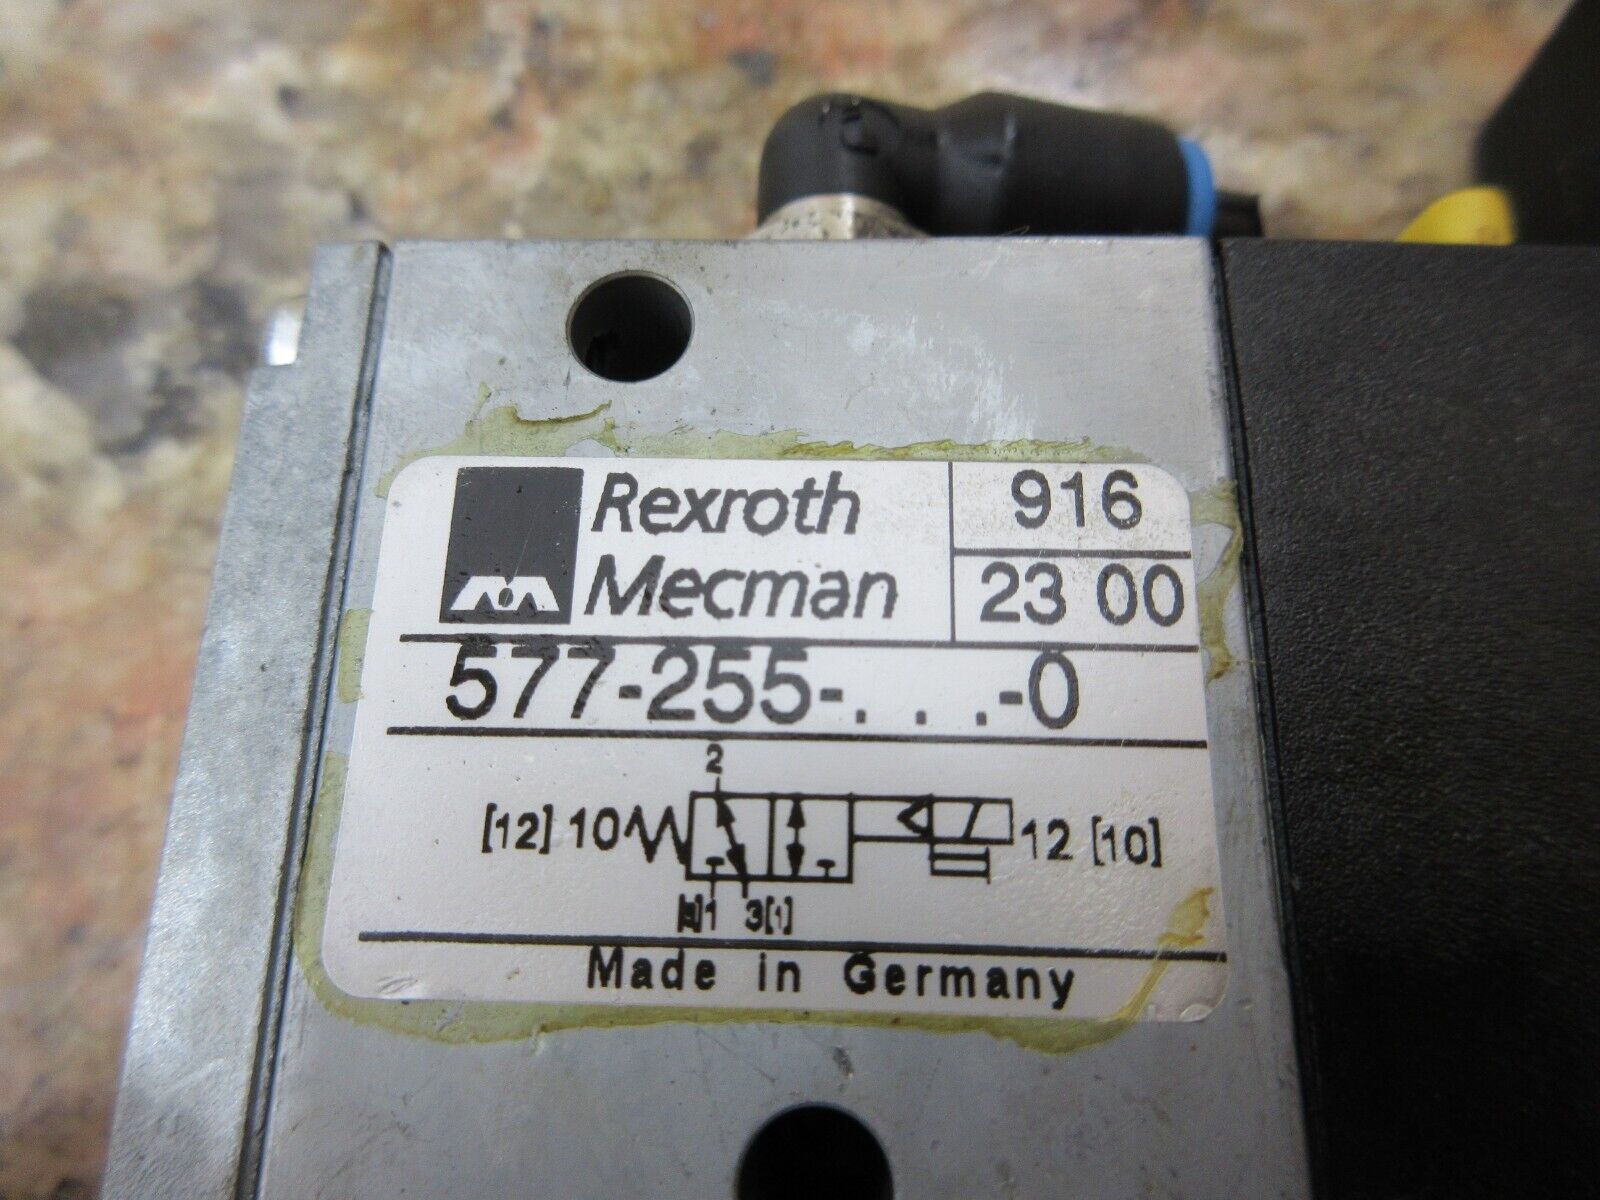 Rexroth
Mecman
916
23 00
577-255-. . .-0
2
[12] 10
12 [10]
1 3[1]
Made in Germany